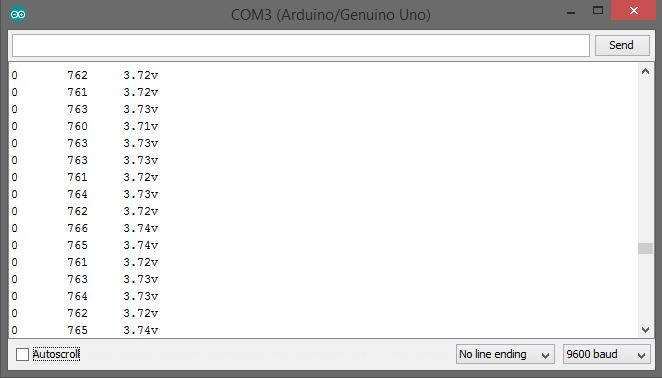 COM3 (Arduino/Genuino Uno)
Send
0 762 3.72v
0 761 3.72v
0 763 3.73v
0 760 3.71v
0 763 3.73v
0 763 3.73v
0 761 3.72v
0 764 3.73v
0 762 3.72v
0 766 3.74v
0 765 3.74v
0 761 3.72v
0 763 3.73v
0 764 3.73v
0 762 3.72v
0 765 3.74v
Autoscroll No line ending 9600 baud